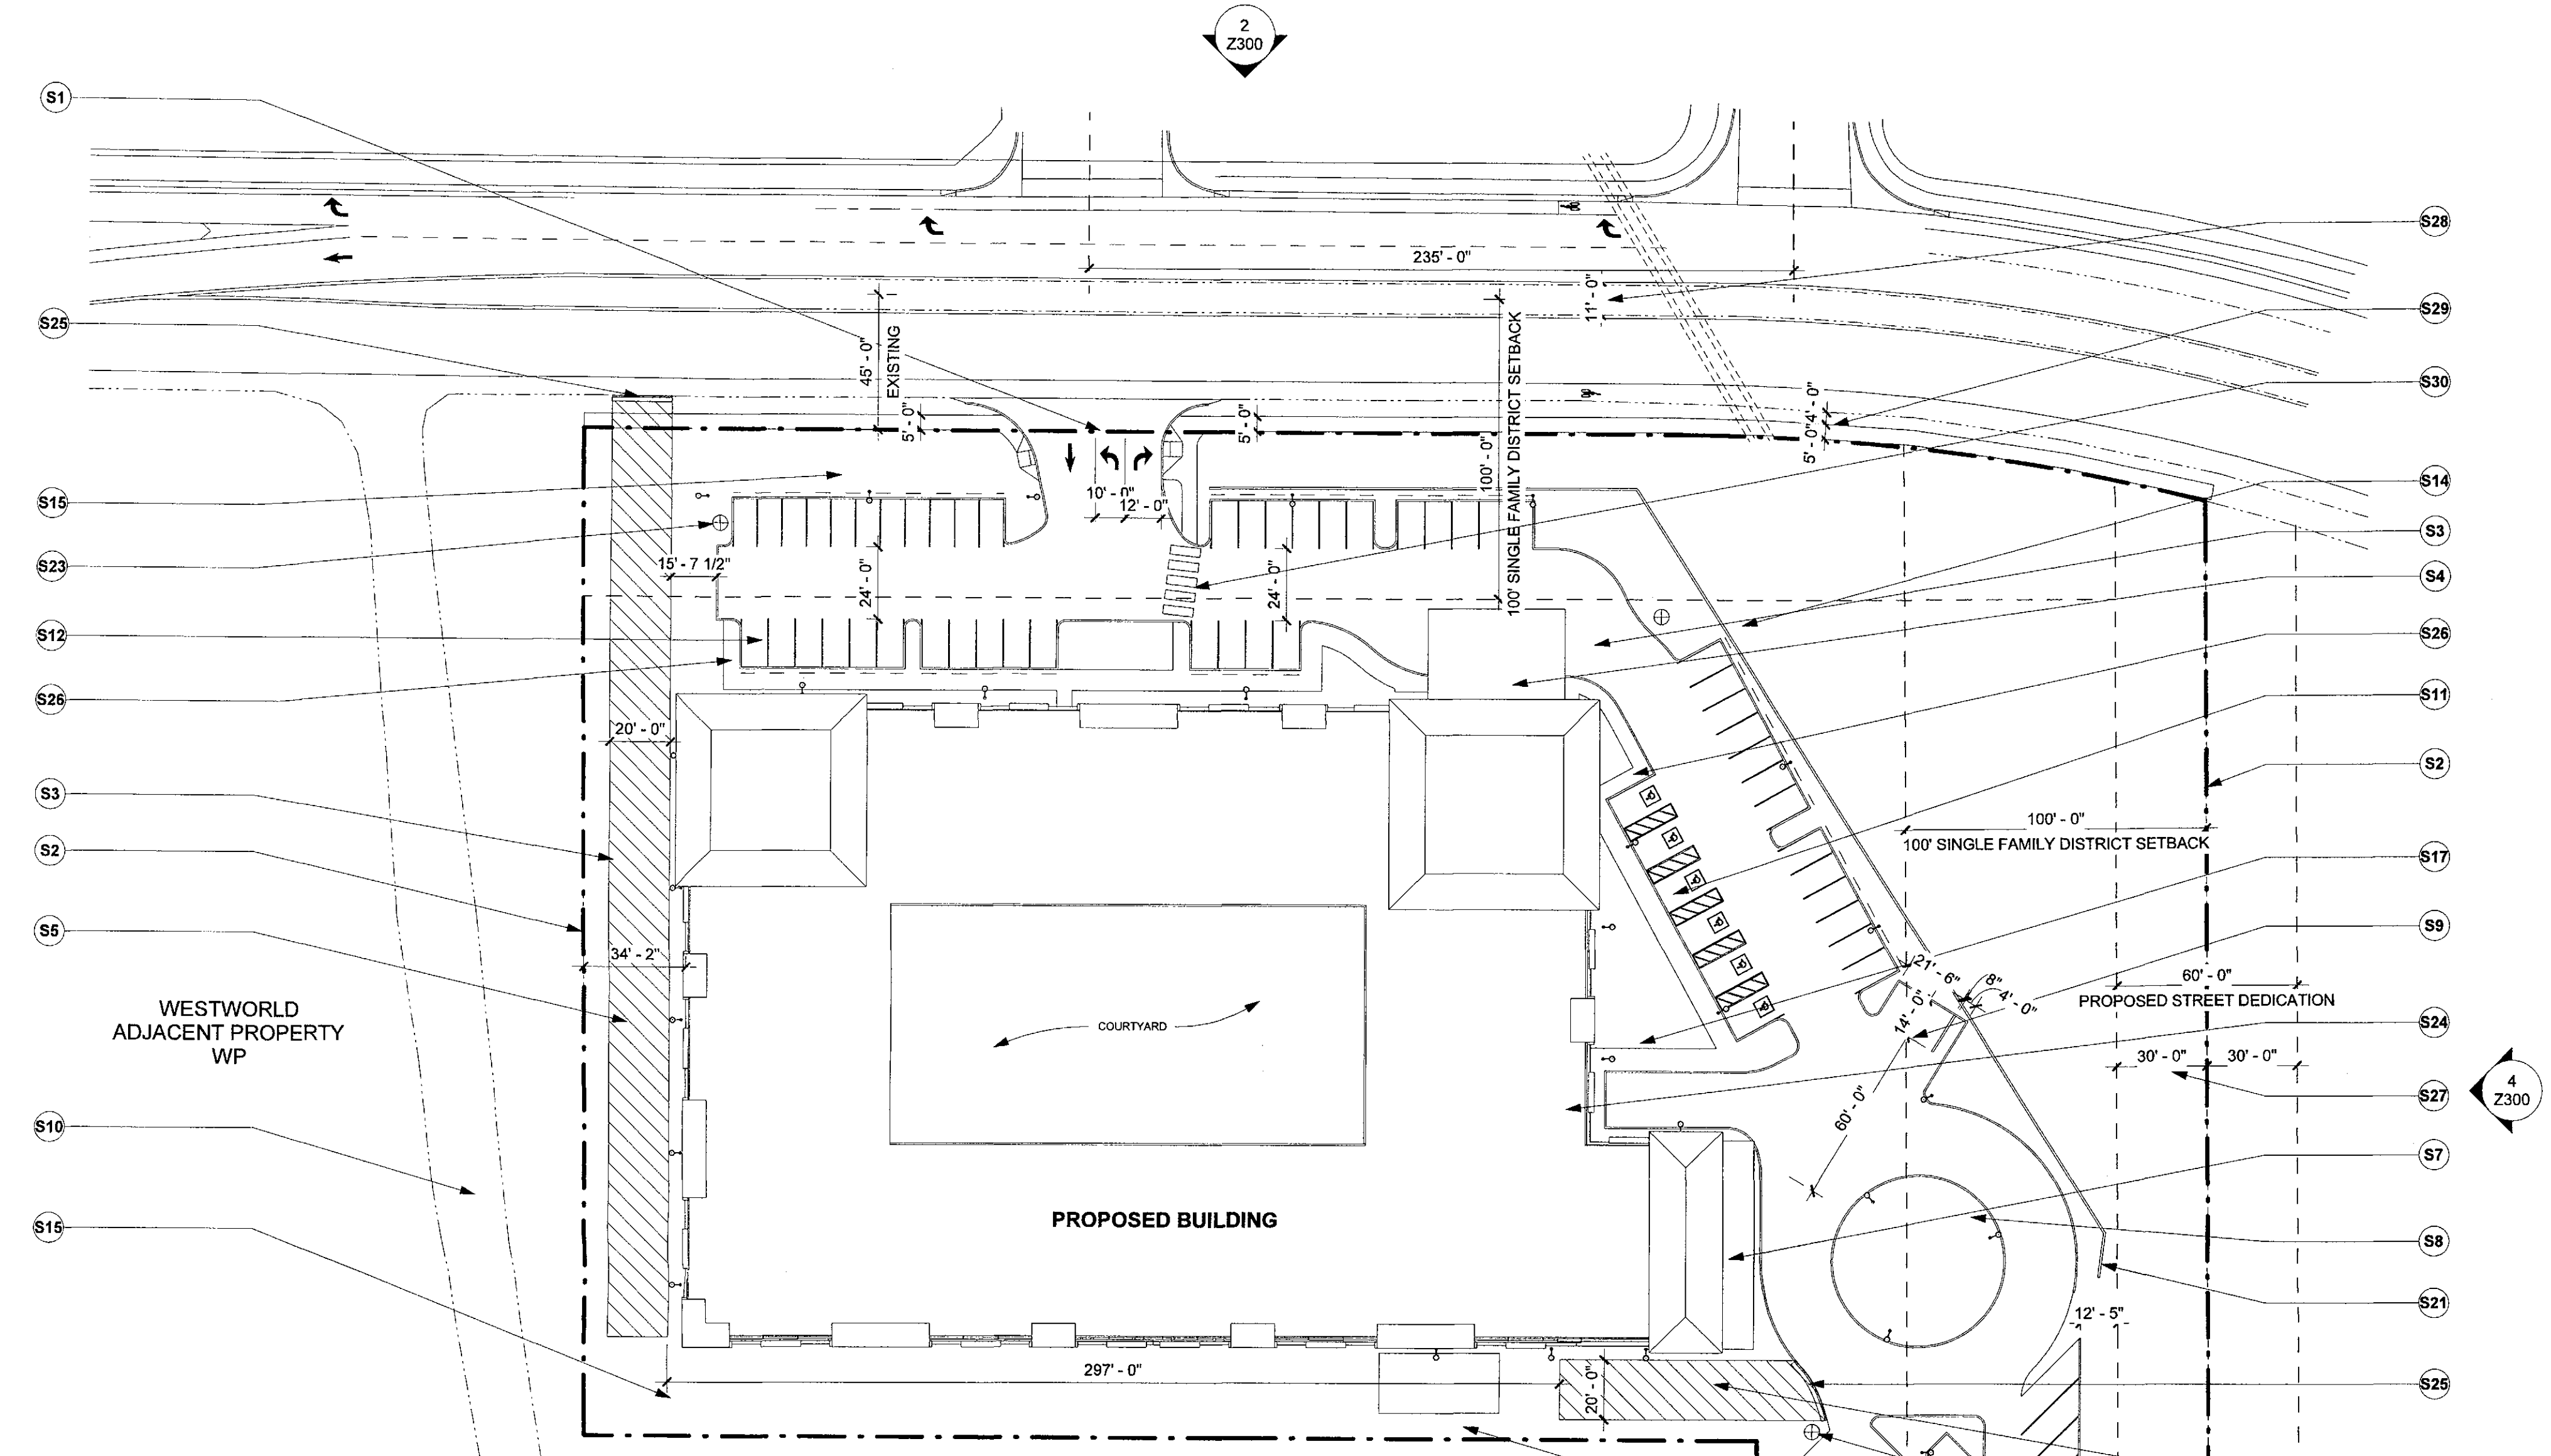 2
Z300
S1
S28
235' - 0"
11' - 0"
S25
S29
45' - 0"
EXISTING
S30
5' - 0"
5' - 0"
100' - 0"
100' SINGLE FAMILY DISTRICT SETBACK
4' - 0"
5' - 0"
S15
S14
10' - 0"
12' - 0"
S23
S3
15' - 7 1/2"
24' - 0"
24' - 0"
S4
S12
S26
S26
S11
20' - 0"
S3
S2
100' - 0"
100' SINGLE FAMILY DISTRICT SETBACK
S2
S17
S5
S9
34' - 2"
21' - 6"
8"
4' - 0"
14' - 0"
60' - 0"
PROPOSED STREET DEDICATION
WESTWORLD
ADJACENT PROPERTY
WP
COURTYARD
S24
30' - 0"
30' - 0"
4
Z300
S27
60' - 0"
S10
S7
PROPOSED BUILDING
S15
S8
S21
12' - 5"
297' - 0"
20' - 0"
S25